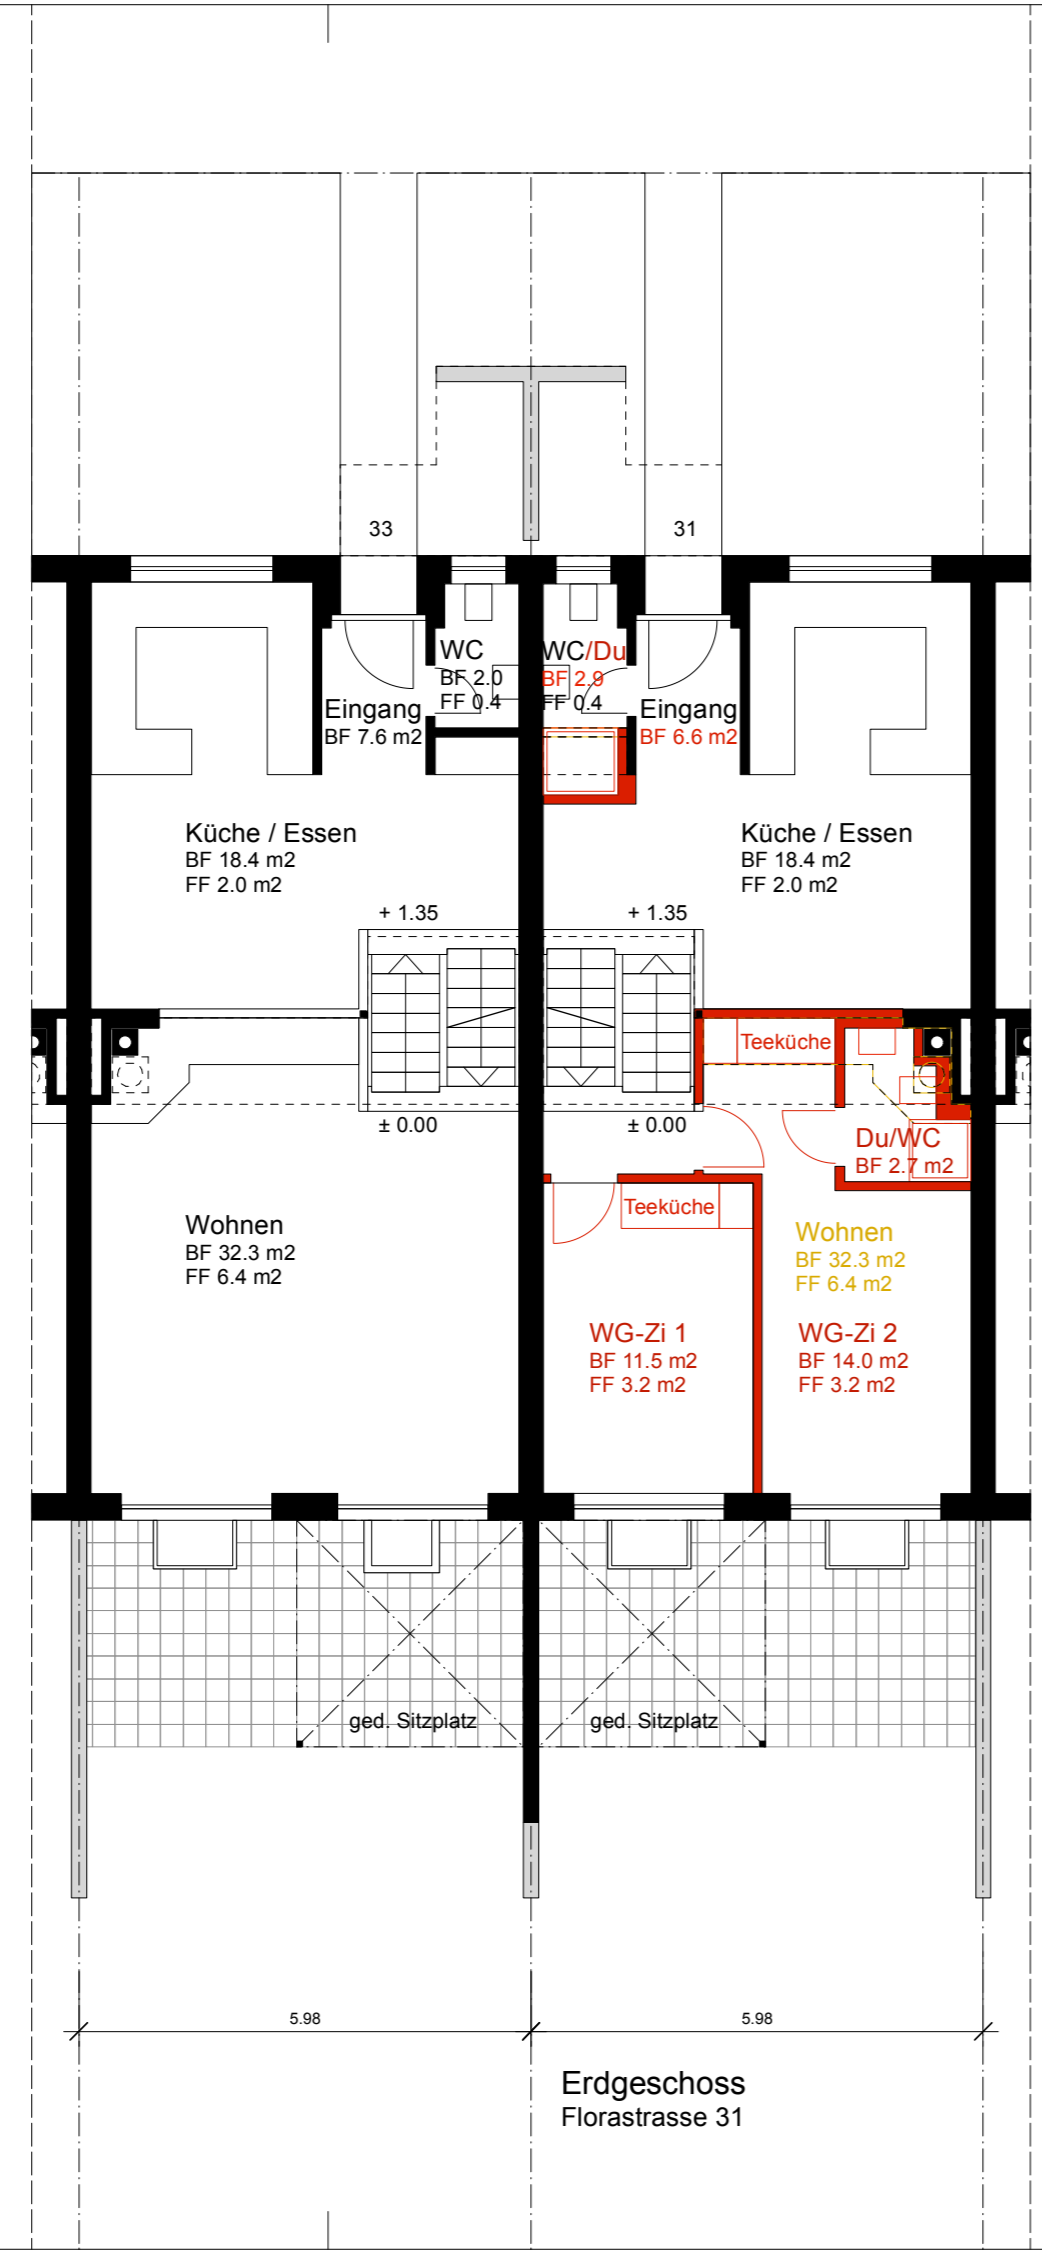 33
31
WC
BF 2.0
FF 0.4
WC/Du
BF 2.9
FF 0.4
Eingang
BF 7.6 m2
Eingang
BF 6.6 m2
Küche / Essen
BF 18.4 m2
FF 2.0 m2
Küche / Essen
BF 18.4 m2
FF 2.0 m2
+ 1.35
+ 1.35
Teeküche
± 0.00
± 0.00
Du/WC
BF 2.7 m2
Teeküche
Wohnen
BF 32.3 m2
FF 6.4 m2
Wohnen
BF 32.3 m2
FF 6.4 m2
WG-Zi 1
BF 11.5 m2
FF 3.2 m2
WG-Zi 2
BF 14.0 m2
FF 3.2 m2
ged. Sitzplatz
ged. Sitzplatz
5.98
5.98
Erdgeschoss
Florastrasse 31